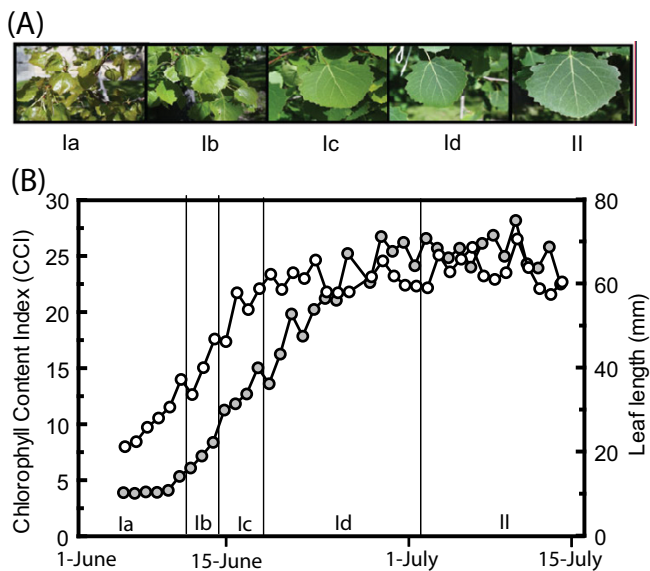 (A)
Ia Ib Ic Id II
(B)
30 80
25
20 60
15 40
10
5 20
0 0
Chlorophyll Content Index (CCI)
Leaf length (mm)
Ia Ib Ic Id II
1-June 15-June 1-July 15-July